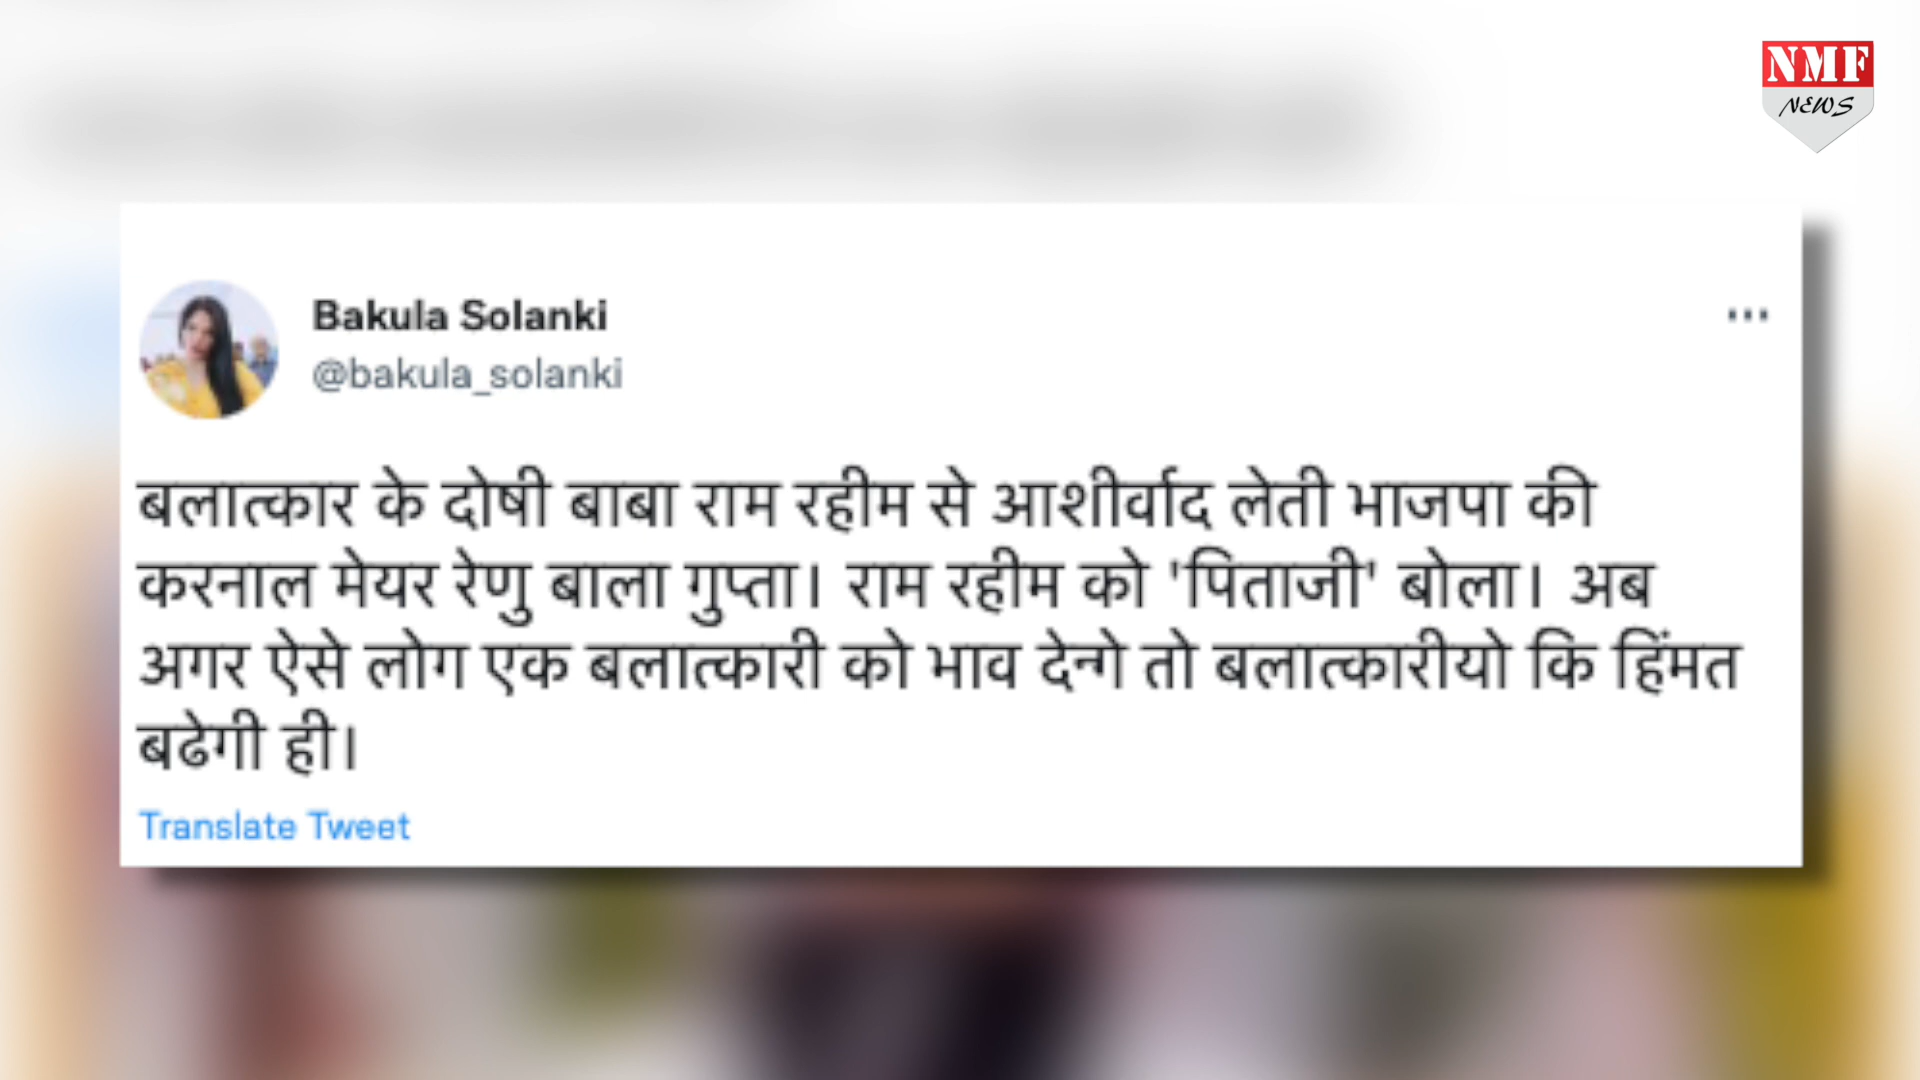 NMF
NEWS
Bakula Solanki
@bakula_solanki
बलात्कार के दोषी बाबा राम रहीम से आशीर्वाद लेती भाजपा की
करनाल मेयर रेणु बाला गुप्ता। राम रहीम को 'पिताजी' बोला। अब
अगर ऐसे लोग एक बलात्कारी को भाव देन्गे तो बलात्कारीयो कि हिंमत
बढेगी ही।
Translate Tweet